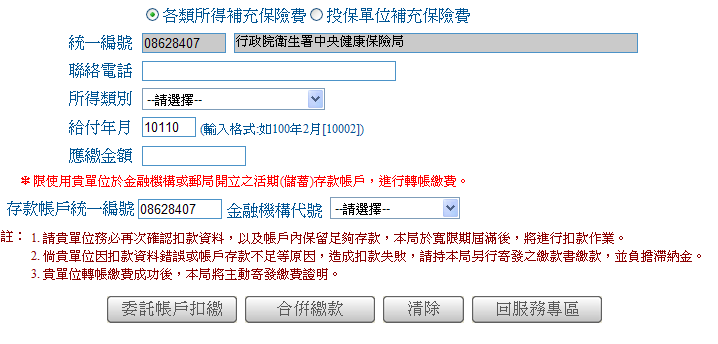 各類所得補充保險費 投保單位補充保險費
統一編號 08628407 行政院衛生署中央健康保險局
聯絡電話
所得類別 --請選擇--
給付年月 10110 (輸入格式:如100年2月[10002])
應繳金額
＊限使用貴單位於金融機構或郵局開立之活期(儲蓄)存款帳戶，進行轉帳繳費。
存款帳戶統一編號 08628407 金融機構代號 --請選擇--
註： 1. 請貴單位務必再次確認扣款資料，以及帳戶內保留足夠存款，本局於寬限期屆滿後，將進行扣款作業。
2. 倘貴單位因扣款資料錯誤或帳戶存款不足等原因，造成扣款失敗，請持本局另行寄發之繳款書繳款，並負擔滯納金。
3. 貴單位轉帳繳費成功後，本局將主動寄發繳費證明。
委託帳戶扣繳 合併繳款 清除 回服務專區